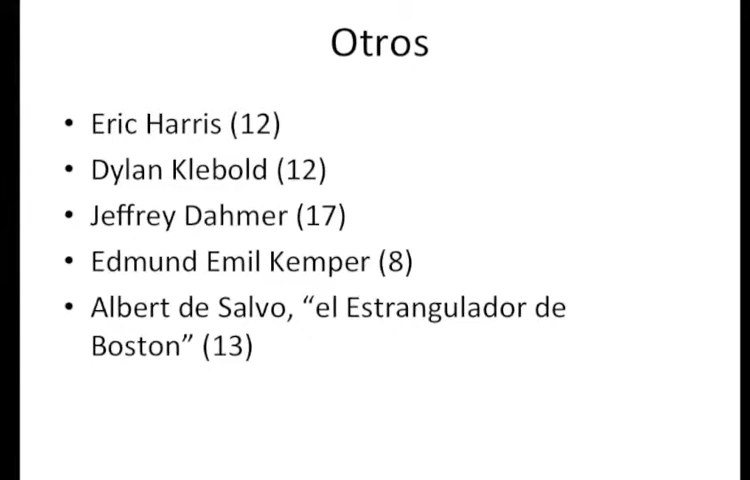 Otros
• Eric Harris (12)
• Dylan Klebold (12)
• Jeffrey Dahmer (17)
• Edmund Emil Kemper (8)
• Albert de Salvo, “el Estrangulador de
Boston” (13)